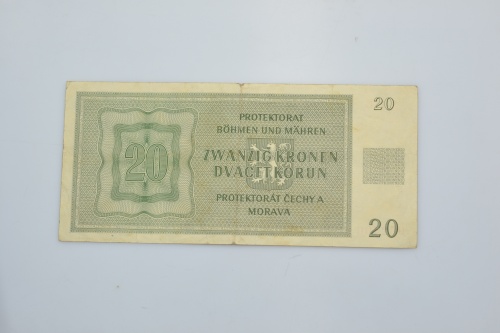 PROTEKTORAT
BÖHMEN UND MÄHREN
ZWANZIG KRONEN
DVACET KORUN
PROTEKTORÁT ČECHY A
MORAVA
20
20
20